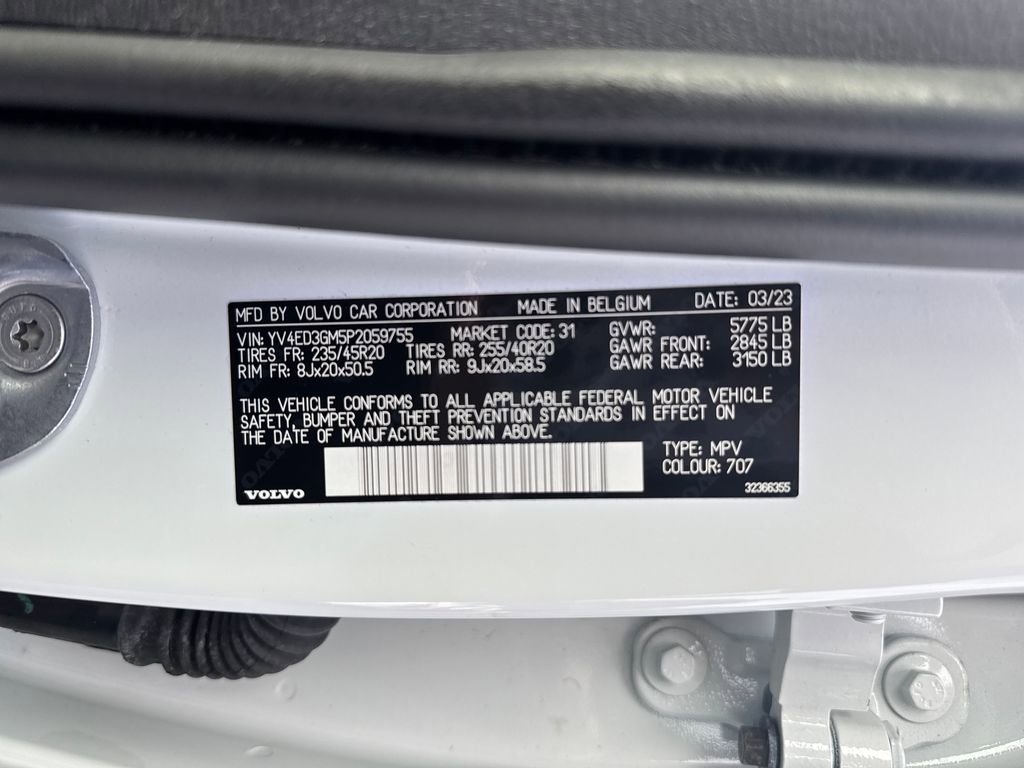 MFD BY VOLVO CAR CORPORATION MADE IN BELGIUM DATE: 03/23
VIN: YV4ED3GM5P2059755 MARKET CODE: 31 GVWR: 5775 LB
TIRES FR: 235/45R20 TIRES RR: 255/40R20 GAWR FRONT: 2845 LB
RIM FR: 8Jx20x50.5 RIM RR: 9Jx20x58.5 GAWR REAR: 3150 LB
THIS VEHICLE CONFORMS TO ALL APPLICABLE FEDERAL MOTOR VEHICLE
SAFETY, BUMPER AND THEFT PREVENTION STANDARDS IN EFFECT ON
THE DATE OF MANUFACTURE SHOWN ABOVE.
TYPE: MPV
COLOUR: 707
VOLVO
32366355